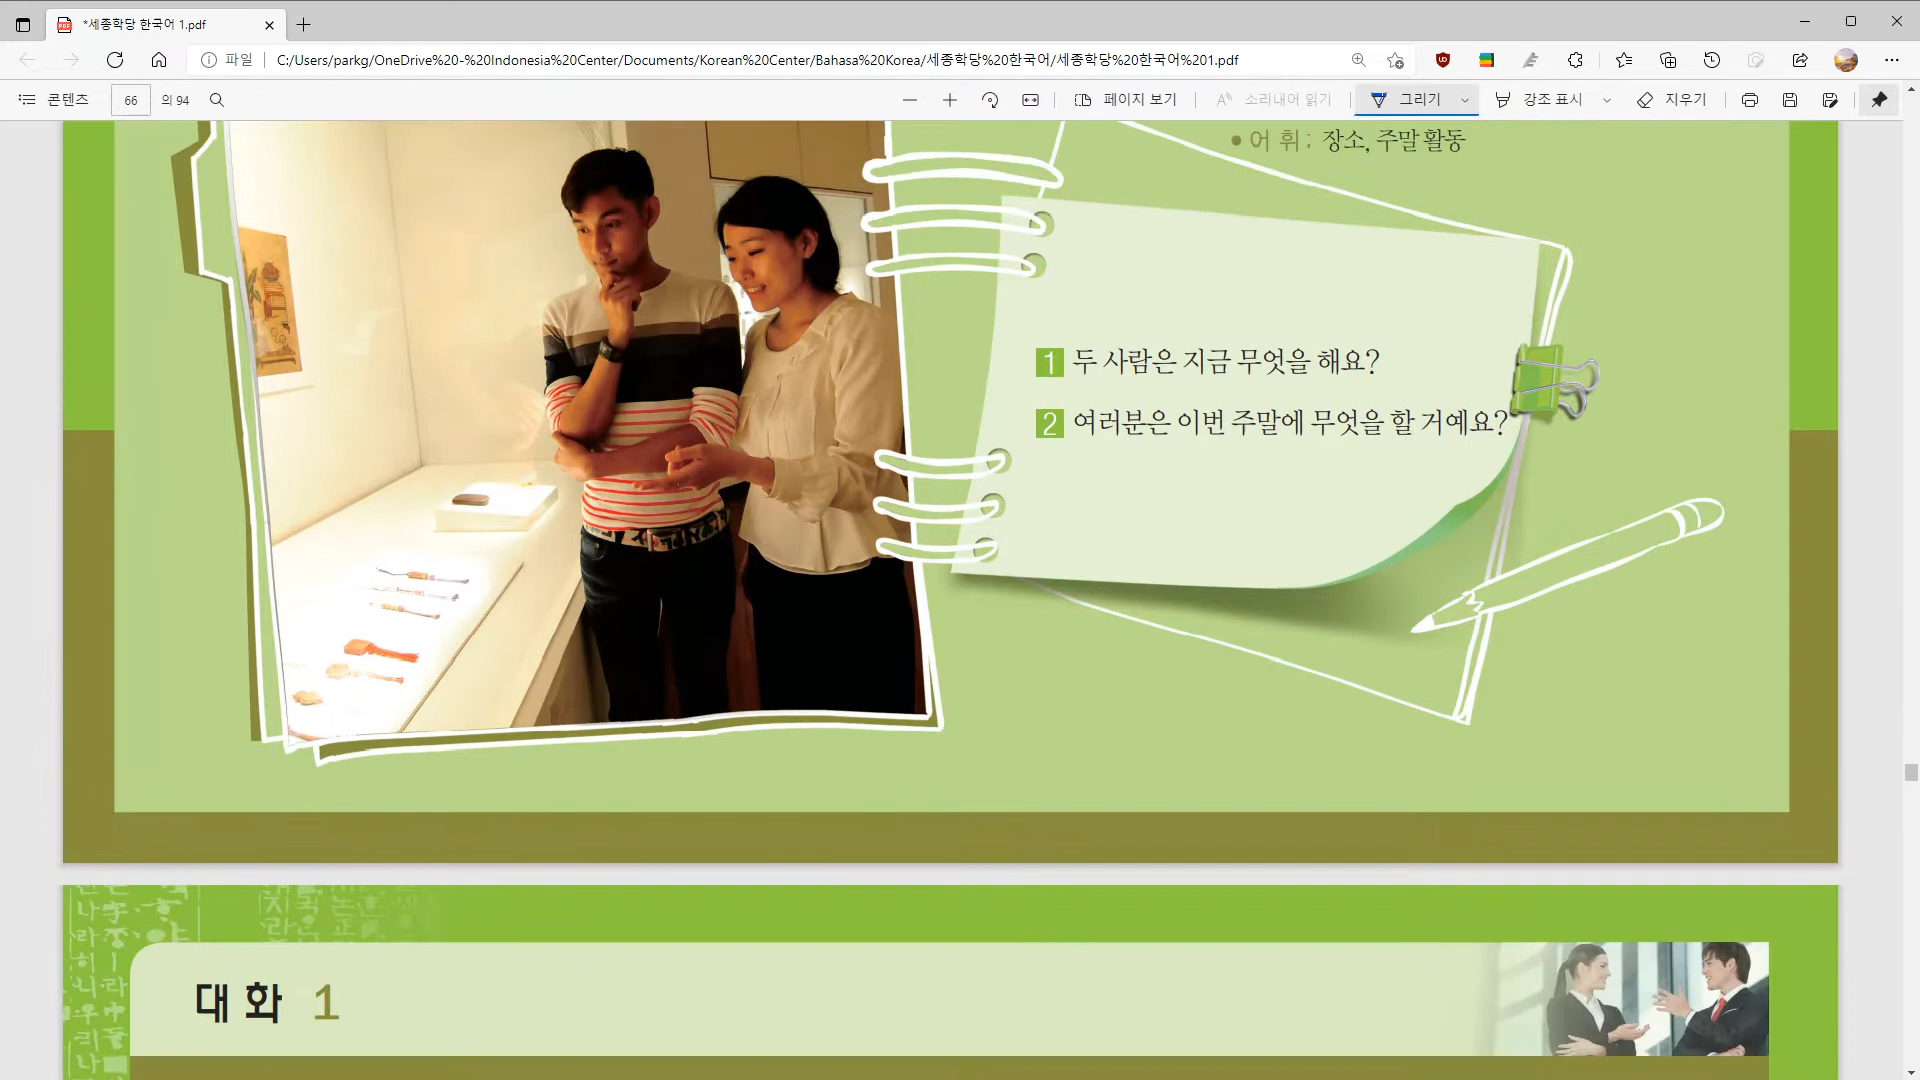 *세종학당 한국어 1.pdf
파일
C:/Users/parkg/OneDrive%20-%20Indonesia%20Center/Documents/Korean%20Center/Bahasa%20Korea/세종학당%20한국어/세종학당%20한국어%201.pdf
콘텐츠 66 의 94 페이지 보기 소리내어 읽기 그리기 강조 표시 지우기
• 어 휘 : 장소, 주말 활동
1 두 사람은 지금 무엇을 해요?
2 여러분은 이번 주말에 무엇을 할 거예요?
대 화 1